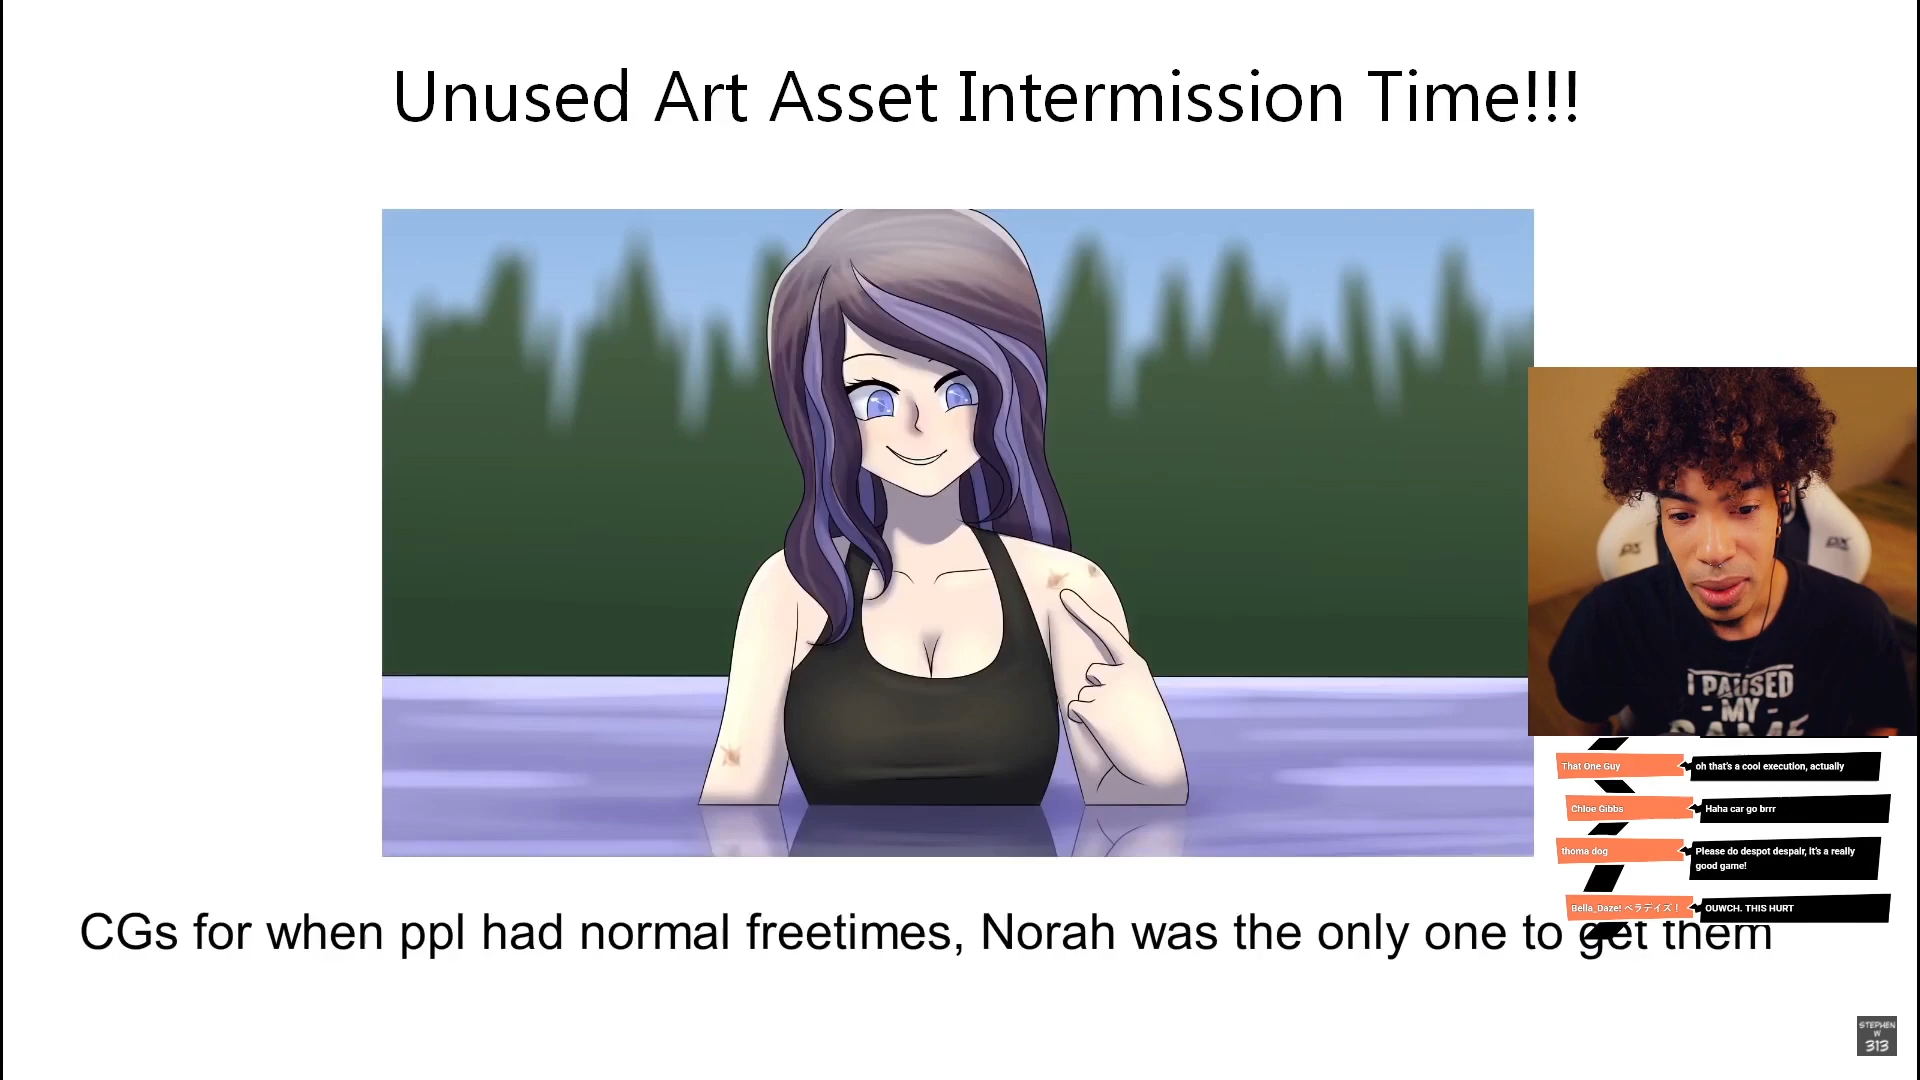 Unused Art Asset Intermission Time!!!
I PAUSED
- MY -
GAME
That One Guy
oh that's a cool execution, actually
Chloe Gibbs
Haha car go brrr
thoma dog
Please do despot despair, it's a really
good game!
Bella_Daze! ベラデイズ!
OUWCH. THIS HURT
CGs for when ppl had normal freetimes, Norah was the only one to get them
STEPHEN
W
313